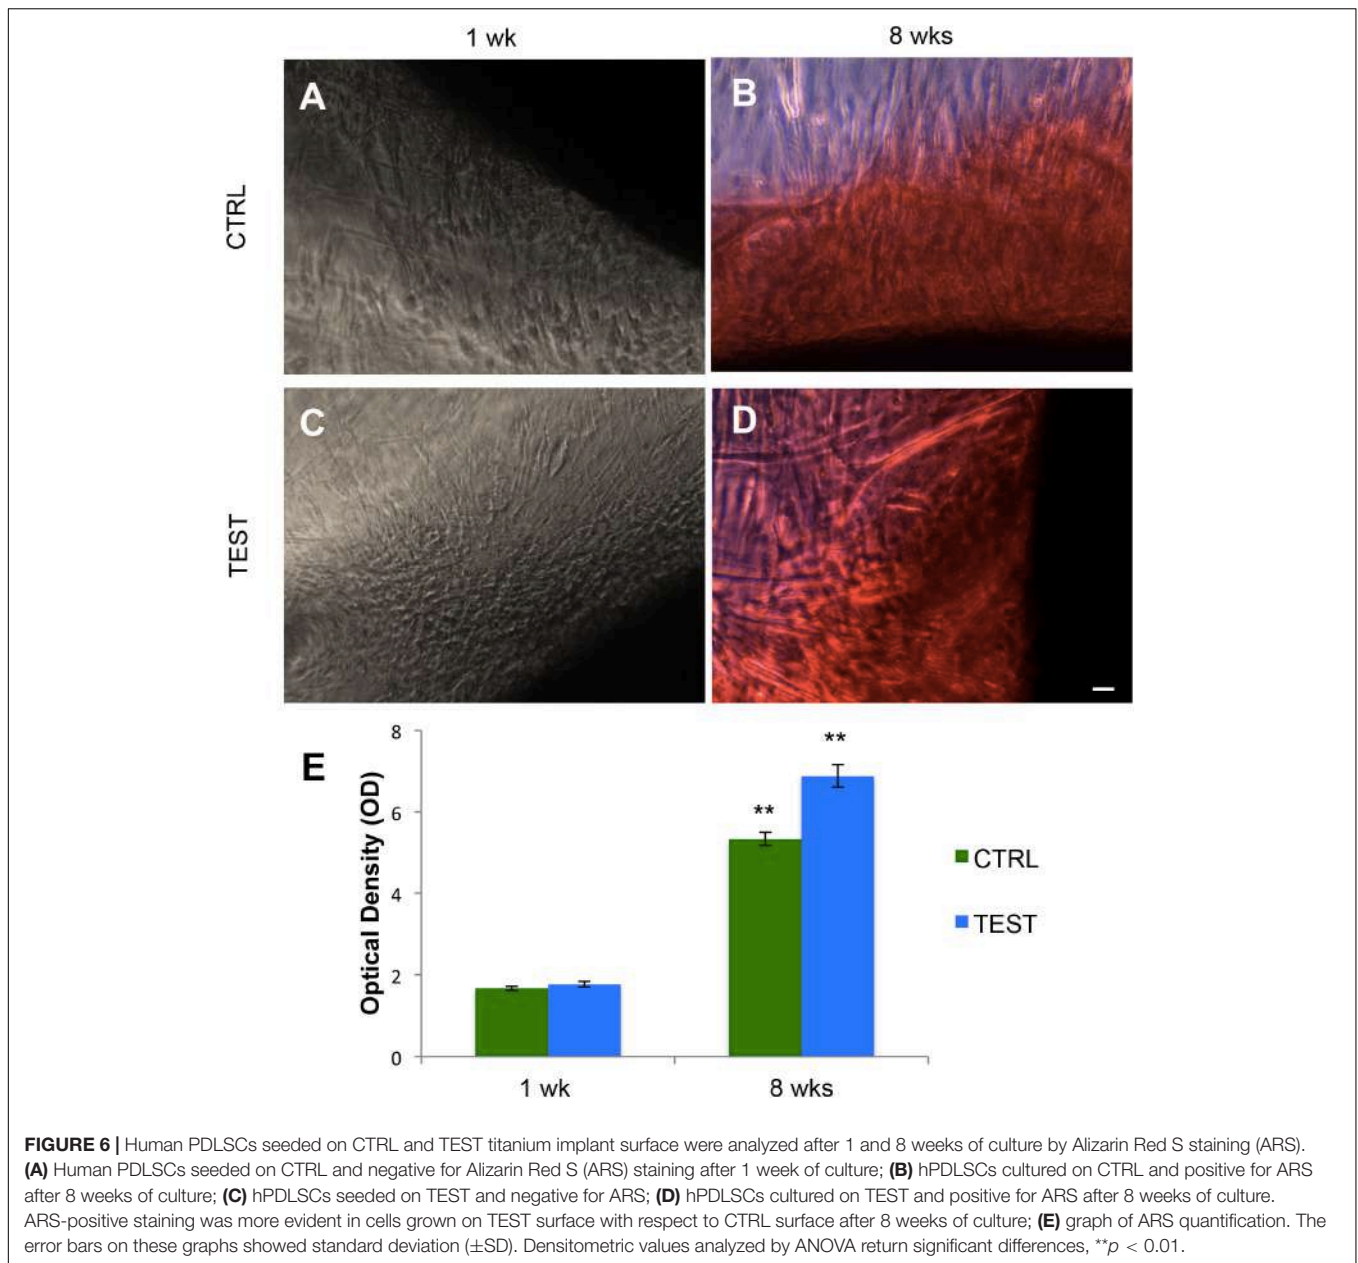 1 wk 8 wks
A B
CTRL
C D
TEST
E
8
6
4
2
0
Optical Density (OD)
**
**
CTRL
TEST
1 wk 8 wks
FIGURE 6 | Human PDLSCs seeded on CTRL and TEST titanium implant surface were analyzed after 1 and 8 weeks of culture by Alizarin Red S staining (ARS).
(A) Human PDLSCs seeded on CTRL and negative for Alizarin Red S (ARS) staining after 1 week of culture; (B) hPDLSCs cultured on CTRL and positive for ARS
after 8 weeks of culture; (C) hPDLSCs seeded on TEST and negative for ARS; (D) hPDLSCs cultured on TEST and positive for ARS after 8 weeks of culture.
ARS-positive staining was more evident in cells grown on TEST surface with respect to CTRL surface after 8 weeks of culture; (E) graph of ARS quantification. The
error bars on these graphs showed standard deviation (±SD). Densitometric values analyzed by ANOVA return significant differences, **p < 0.01.